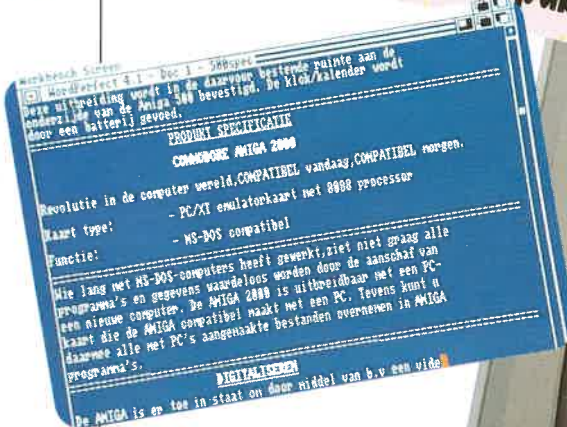 Workbench Screen
WordPerfect 4.1 - Doc 1 - 500spec
Deze uitbreiding wordt in de daarvoor bestemde ruimte aan de
onderzijde van de Amiga 500 bevestigd. De klok/kalender wordt
door een batterij gevoed.
PRODUKT SPECIFICATIE
COMMODORE AMIGA 2000
Revolutie in de computer wereld,COMPATIBEL vandaag,COMPATIBEL morgen.
Kaart type: - PC/XT emulatorkaart met 8088 processor
Functie: - MS-DOS compatibel
Wie lang met MS-DOS-computers heeft gewerkt,ziet niet graag alle
programma's en gegevens waardeloos worden door de aanschaf van
een nieuwe computer. De AMIGA 2000 is uitbreidbaar met een PC-
kaart die de AMIGA compatibel maakt met een PC. Tevens kunt u
daarmee alle met PC's aangemaakte bestanden overnemen in AMIGA
programma's.
DIGITALISEREN
De AMIGA is er toe in staat om door middel van b.v een vide